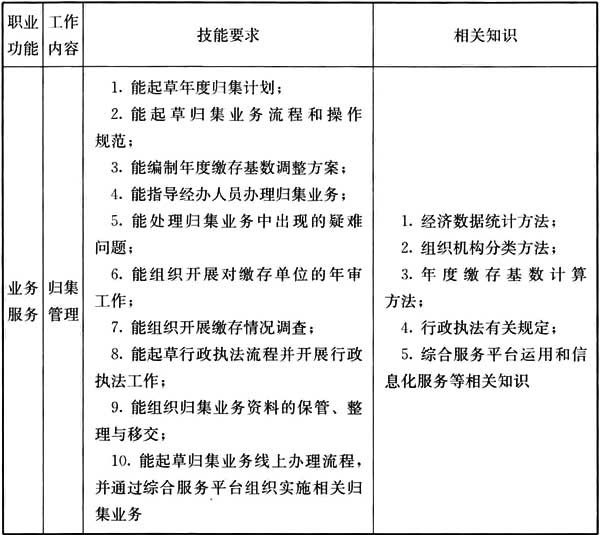 职业
功能
工作
内容
技能要求
相关知识
业务
服务
归集
管理
1. 能起草年度归集计划；
2. 能起草归集业务流程和操作
规范；
3. 能编制年度缴存基数调整方案；
4. 能指导经办人员办理归集业务；
5. 能处理归集业务中出现的疑难
问题；
6. 能组织开展对缴存单位的年审
工作；
7. 能组织开展缴存情况调查；
8. 能起草行政执法流程并开展行政
执法工作；
9. 能组织归集业务资料的保管、整
理与移交；
10. 能起草归集业务线上办理流程，
并通过综合服务平台组织实施相关归
集业务
1. 经济数据统计方法；
2. 组织机构分类方法；
3. 年度缴存基数计算
方法；
4. 行政执法有关规定；
5. 综合服务平台运用和信
息化服务等相关知识